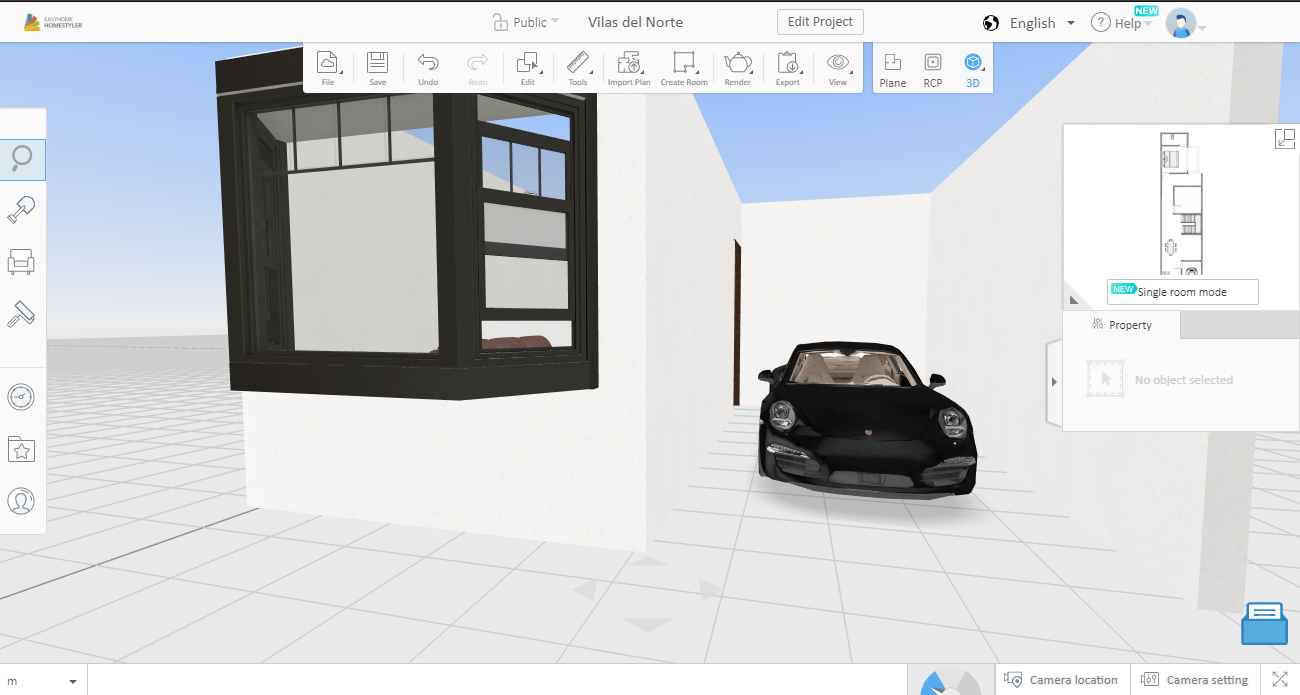 EASYHOME
HOMESTYLER
Public
Vilas del Norte
Edit Project
English
Help
NEW
File
Save
Undo
Redo
Edit
Tools
Import Plan
Create Room
Render
Export
View
Plane
RCP
3D
NEW
Single room mode
Property
No object selected
m
Camera location
Camera setting